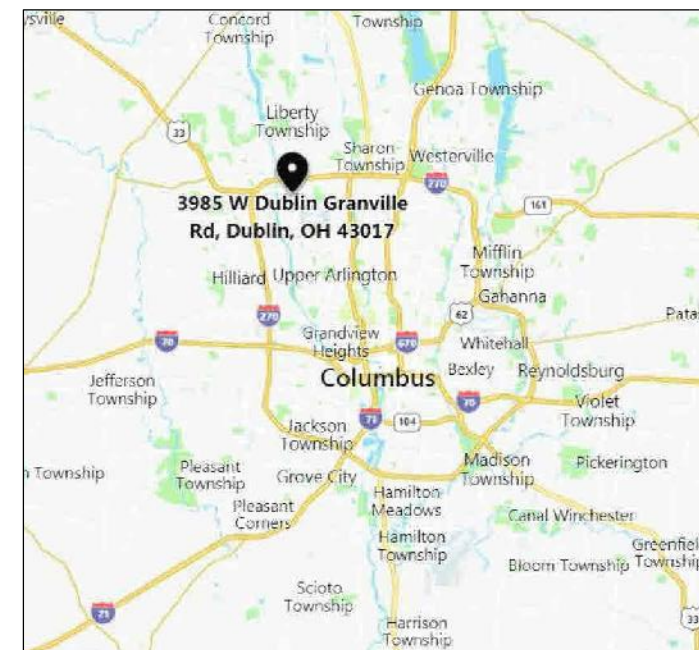 ysville
Concord
Township
Township
Genoa Township
33
Liberty
Township
Sharon
Township
Westerville
270
3985 W Dublin Granville
Rd, Dublin, OH 43017
161
Mifflin
Township
Hilliard
Upper Arlington
Gahanna
270
62
Pata
70
Grandview
Heights
670
Whitehall
Columbus
Bexley
Reynoldsburg
Jefferson
Township
70
71
104
Violet
Township
Jackson
Township
Madison
Township
Pickerington
n Township
Pleasant
Township
Grove City
Hamilton
Meadows
Pleasant
Corners
Canal Winchester
Hamilton
Township
Greenfield
Township
Bloom Township
Scioto
Township
71
Harrison
Township
33